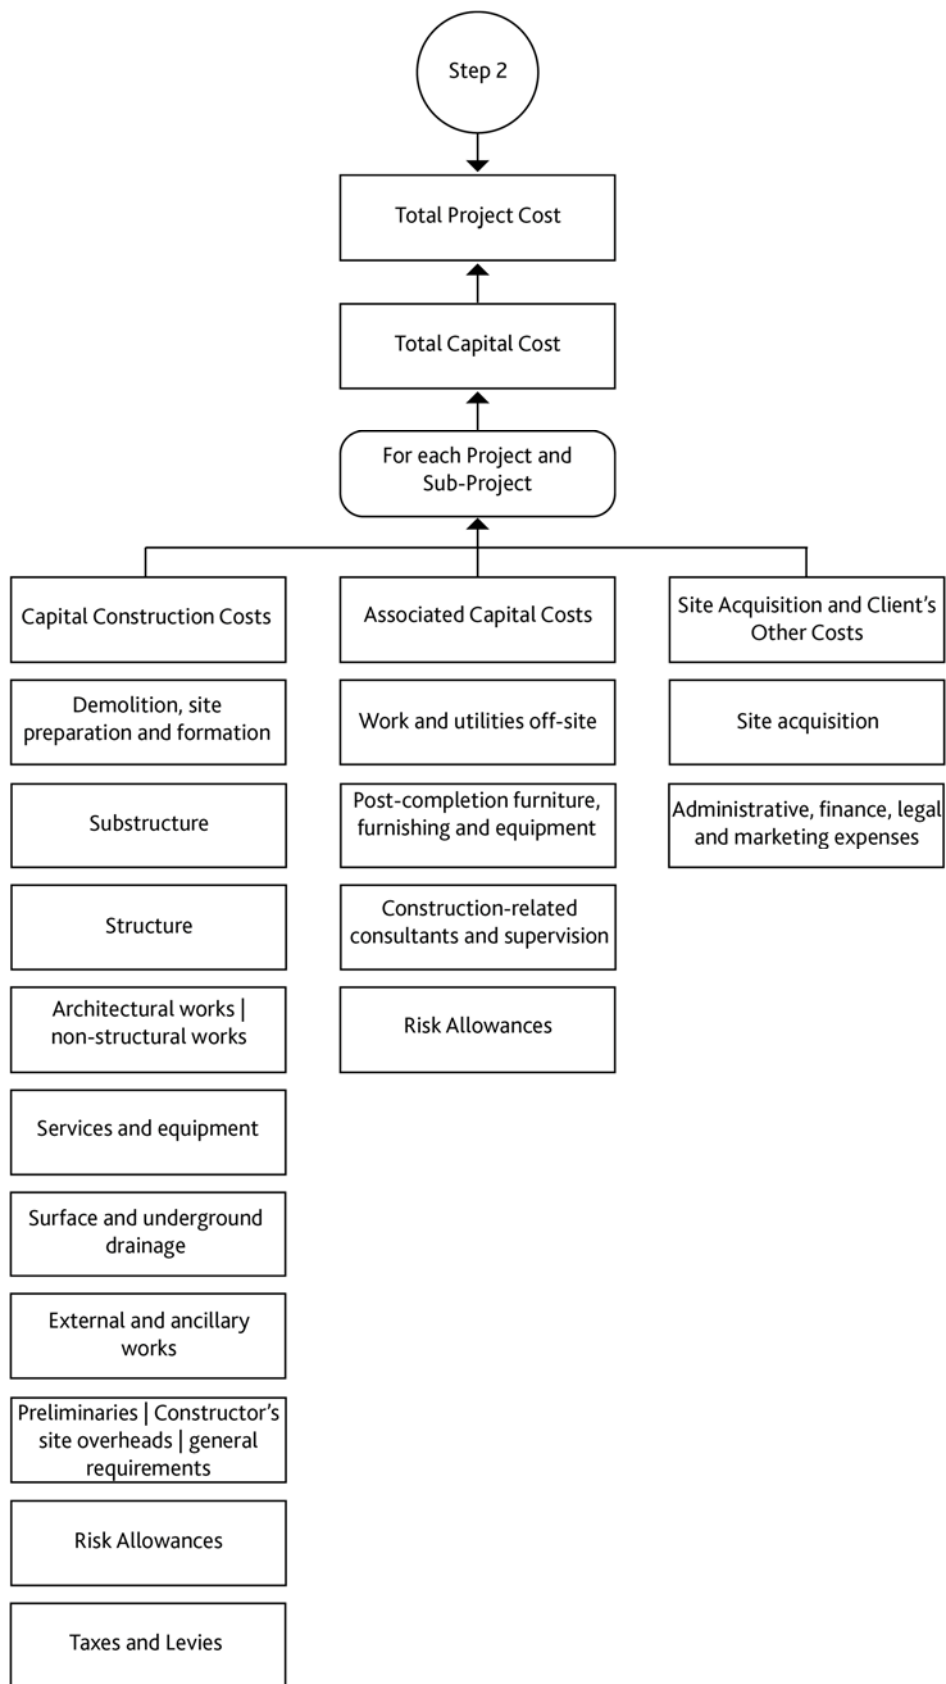 Step 2
Total Project Cost
Total Capital Cost
For each Project and
Sub-Project
Capital Construction Costs
Demolition, site
preparation and formation
Substructure
Structure
Architectural works |
non-structural works
Services and equipment
Surface and underground
drainage
External and ancillary
works
Preliminaries | Constructor’s
site overheads | general
requirements
Risk Allowances
Taxes and Levies
Associated Capital Costs
Work and utilities off-site
Post-completion furniture,
furnishing and equipment
Construction-related
consultants and supervision
Risk Allowances
Site Acquisition and Client’s
Other Costs
Site acquisition
Administrative, finance, legal
and marketing expenses